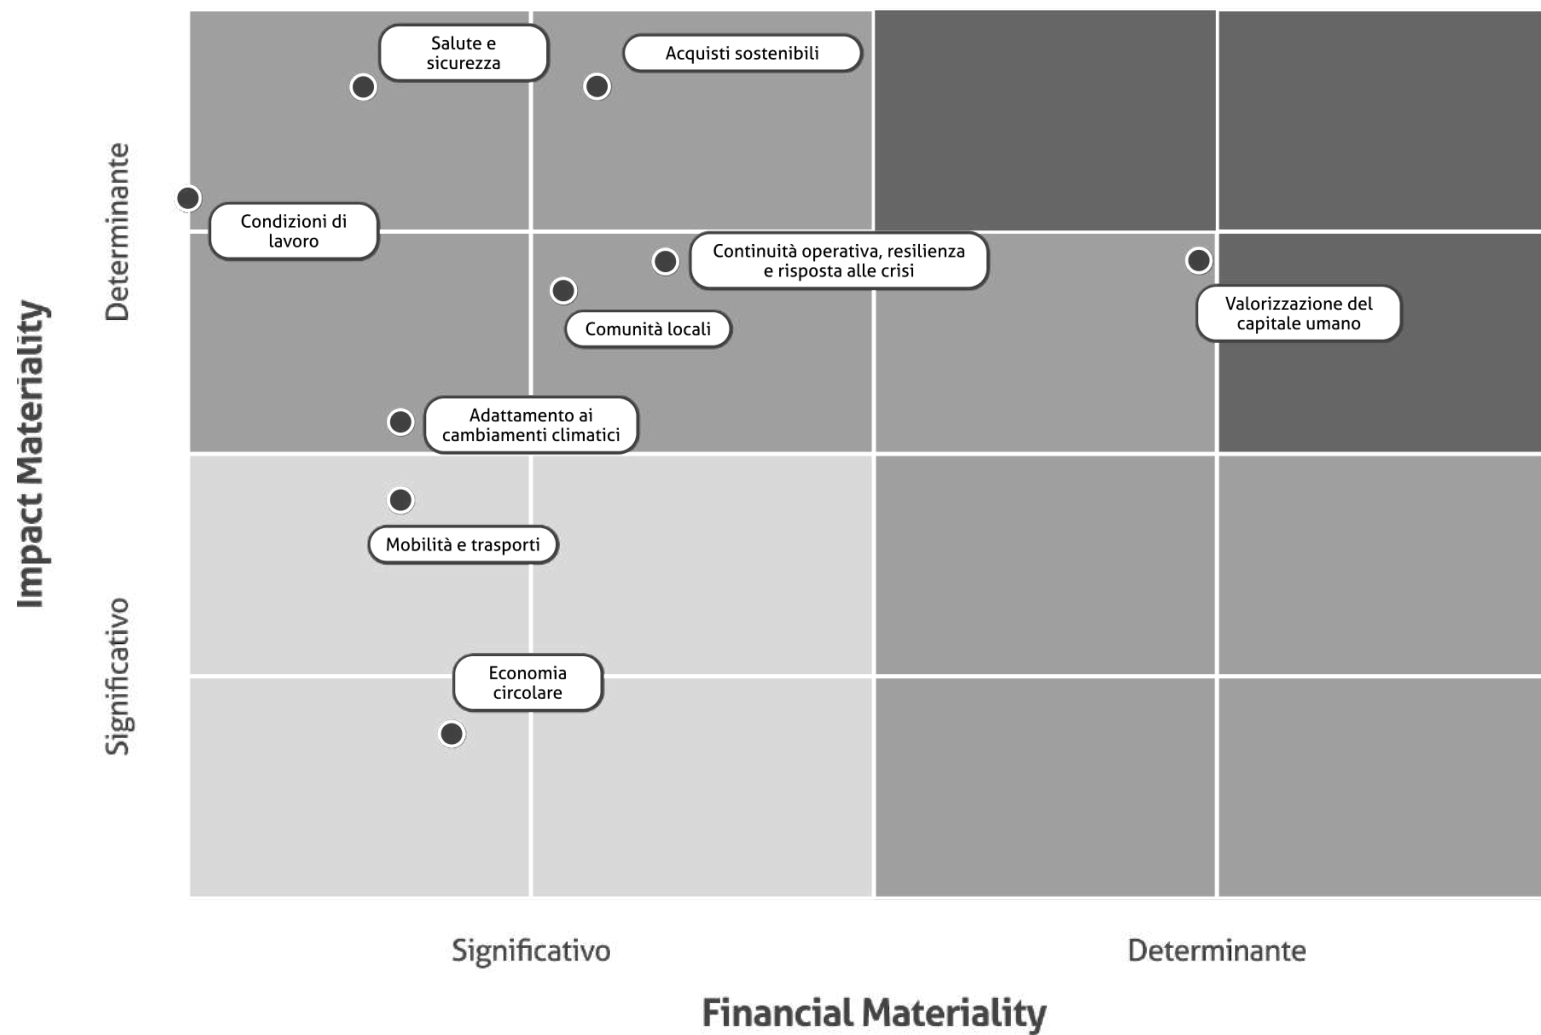 Salute e
sicurezza
Acquisti sostenibili
Condizioni di
lavoro
Continuità operativa, resilienza
e risposta alle crisi
Valorizzazione del
capitale umano
Comunità locali
Adattamento ai
cambiamenti climatici
Mobilità e trasporti
Economia
circolare
Impact Materiality
Determinante
Significativo
Significativo
Determinante
Financial Materiality